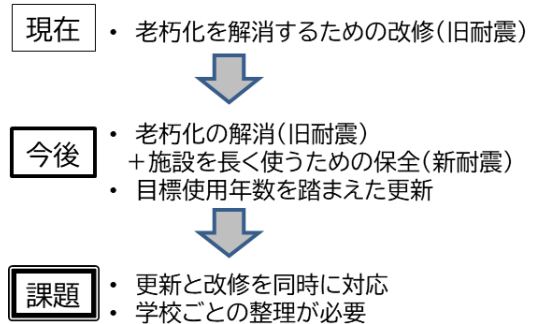 現在 ・ 老朽化を解消するための改修(旧耐震)
・ 老朽化の解消(旧耐震)
今後 +施設を長く使うための保全(新耐震)
・ 目標使用年数を踏まえた更新
課題 ・ 更新と改修を同時に対応
・ 学校ごとの整理が必要